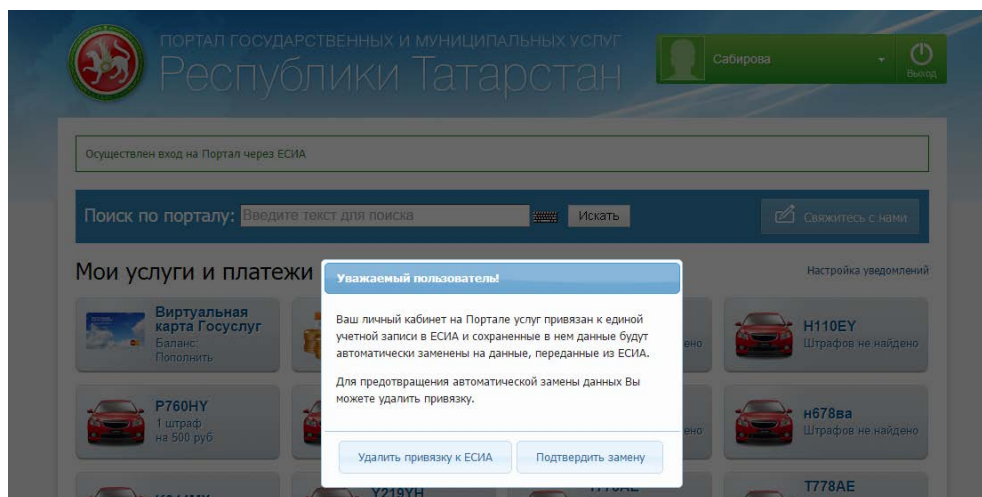 ПОРТАЛ ГОСУДАРСТВЕННЫХ И МУНИЦИПАЛЬНЫХ УСЛУГ
Республики Татарстан
Сабирова
Выход
Осуществлен вход на Портал через ЕСИА
Поиск по порталу: Введите текст для поиска Искать
Свяжитесь с нами
Мои услуги и платежи
Настройка уведомлений
Уважаемый пользователь!
Ваш личный кабинет на Портале услуг привязан к единой
учетной записи в ЕСИА и сохраненные в нем данные будут
автоматически заменены на данные, переданные из ЕСИА.
Для предотвращения автоматической замены данных Вы
можете удалить привязку.
Удалить привязку к ЕСИА
Подтвердить замену
Виртуальная
карта Госуслуг
Баланс:
Пополнить
H110EY
Штрафов не найдено
P760HY
1 штраф
на 500 руб
н678ва
Штрафов не найдено
Y219YH
T778AE